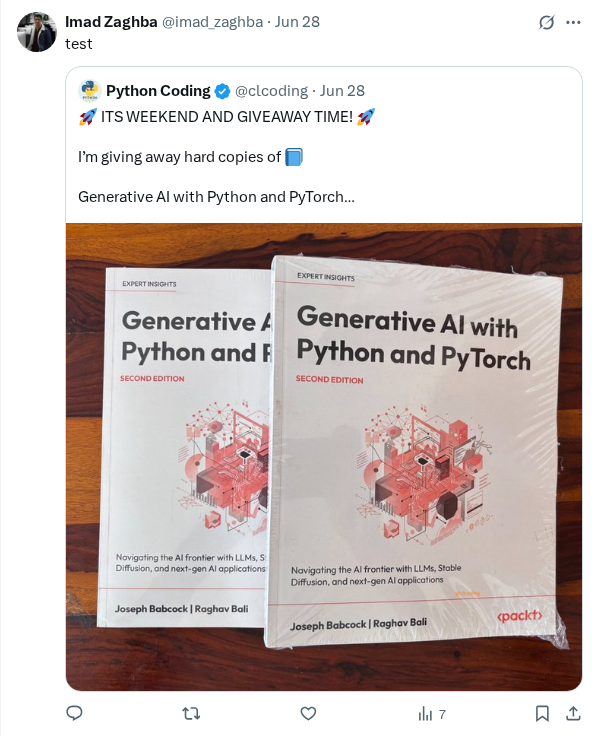 Imad Zaghba @imad_zaghba · Jun 28
test
Python Coding @clcoding · Jun 28
🚀 ITS WEEKEND AND GIVEAWAY TIME! 🚀
I'm giving away hard copies of 📘
Generative AI with Python and PyTorch...
EXPERT INSIGHTS
Generative A
Python and P
SECOND EDITION
Navigating the AI frontier with LLMs, S
Diffusion, and next-gen AI applications
Joseph Babcock | Raghav Bali
EXPERT INSIGHTS
Generative AI with
Python and PyTorch
SECOND EDITION
Navigating the AI frontier with LLMs, Stable
Diffusion, and next-gen AI applications
Joseph Babcock | Raghav Bali
<packt>
7